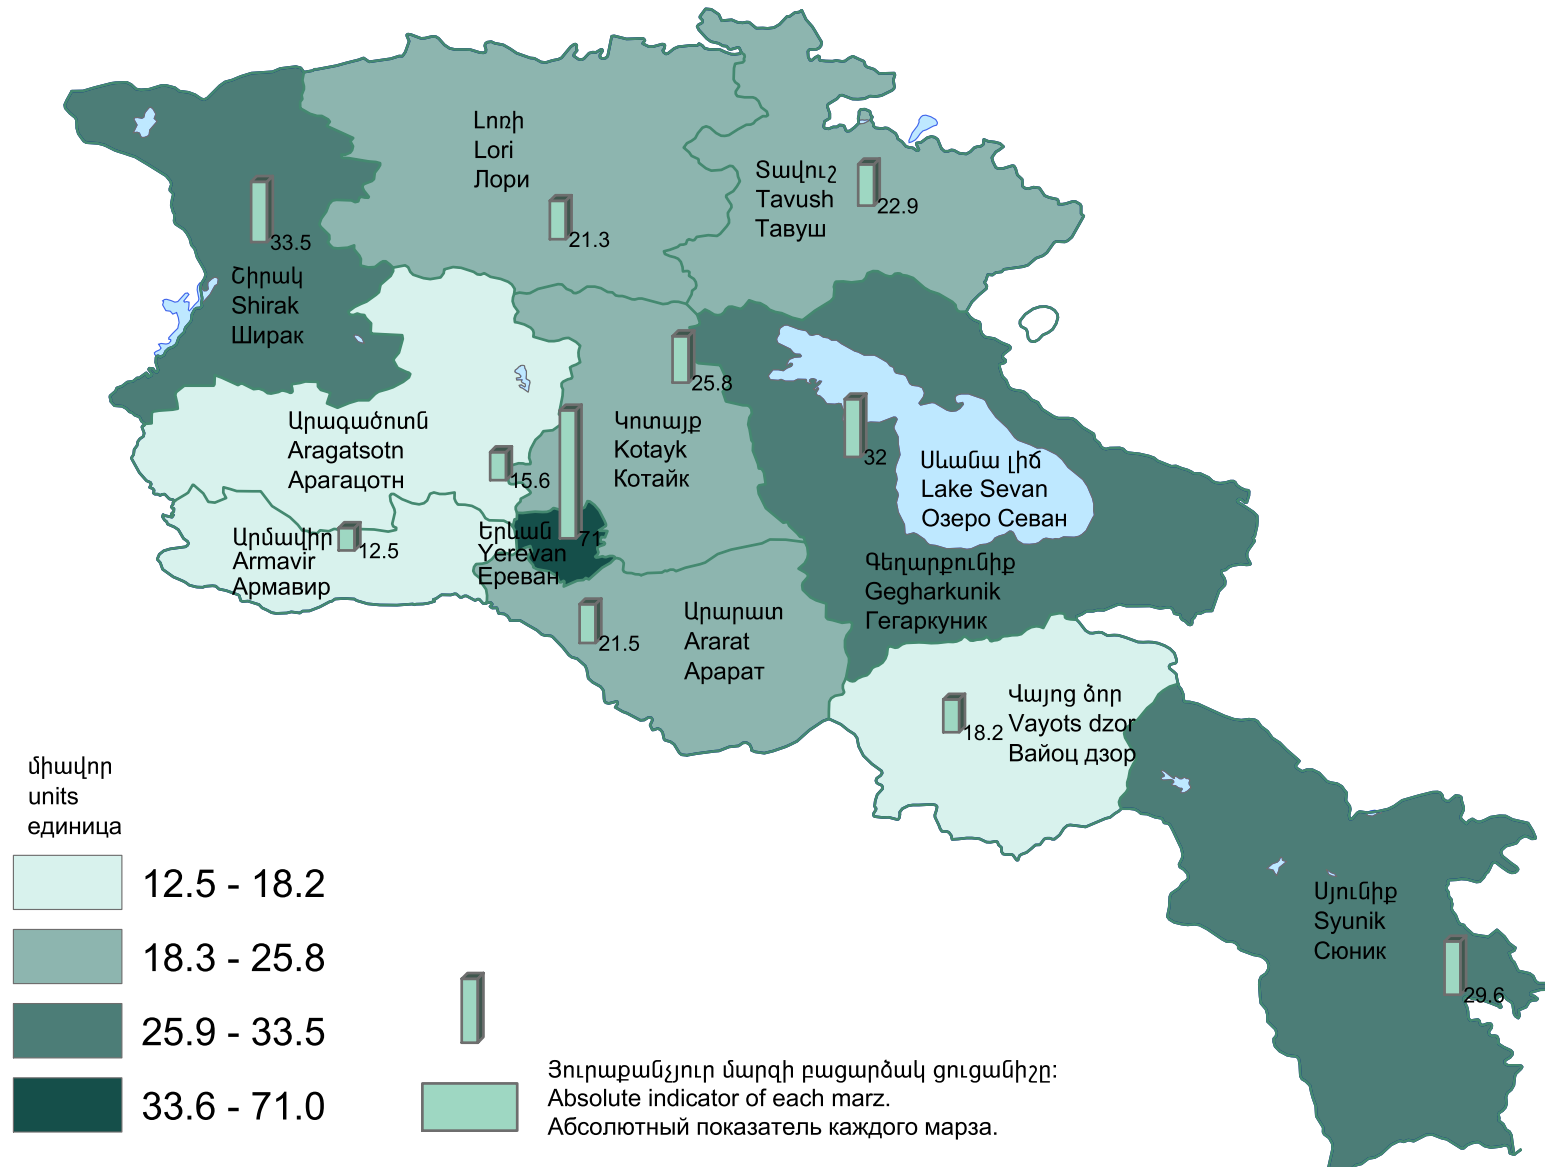 Լոռի
Lori
Лори
21.3
Տավուշ
Tavush
Тавуш
22.9
33.5
Շիրակ
Shirak
Ширак
25.8
Արագածոտն
Aragatsotn
Арагацотн
15.6
Կոտայք
Kotayk
Котайк
32
Սևանա լիճ
Lake Sevan
Озеро Севан
Արմավիր
Armavir
Армавир
12.5
Երևան
Yerevan
Ереван
71
Գեղարքունիք
Gegharkunik
Гегаркуник
21.5
Արարատ
Ararat
Арарат
18.2
Վայոց ձոր
Vayots dzor
Вайоц дзор
Սյունիք
Syunik
Сюник
29.6
միավոր
units
единица
12.5 - 18.2
18.3 - 25.8
25.9 - 33.5
33.6 - 71.0
Յուրաքանչյուր մարզի բացարձակ ցուցանիշը:
Absolute indicator of each marz.
Абсолютный показатель каждого марза.